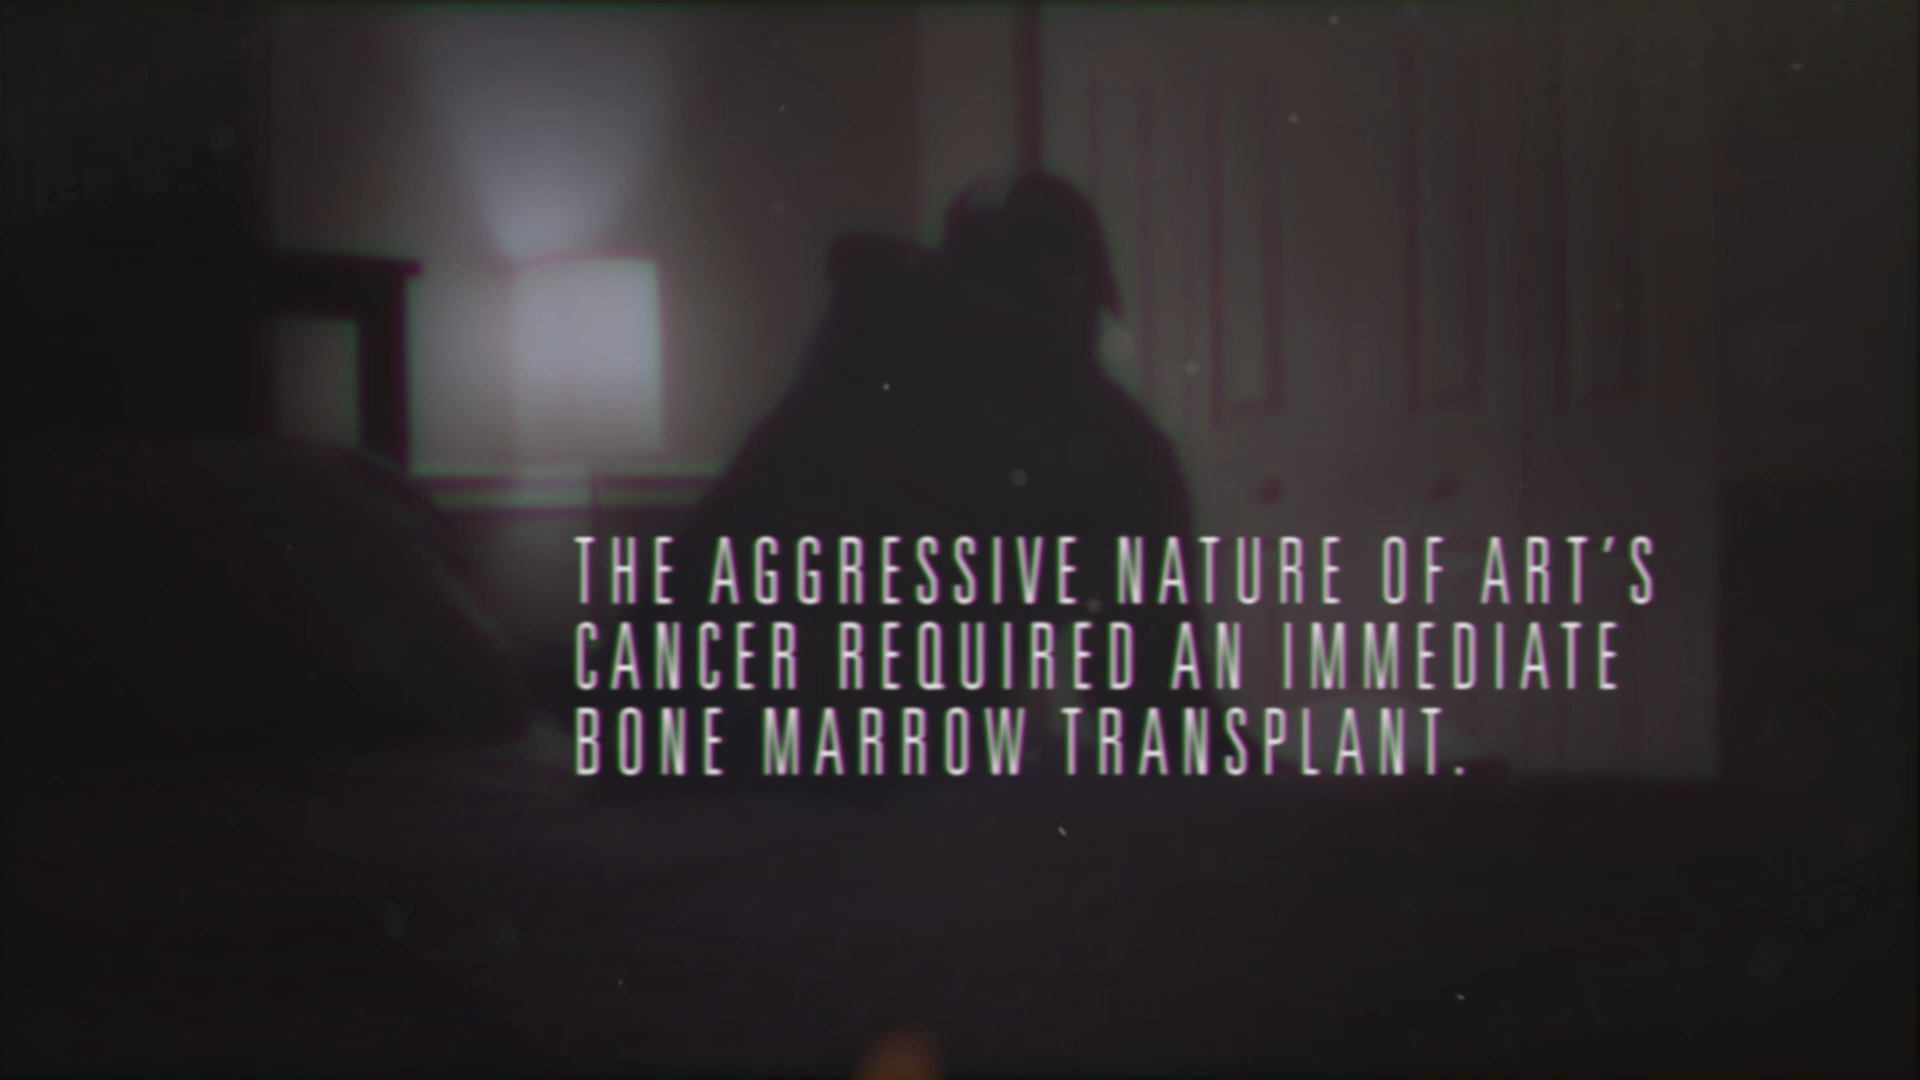 THE AGGRESSIVE NATURE OF ART'S
CANCER REQUIRED AN IMMEDIATE
BONE MARROW TRANSPLANT.